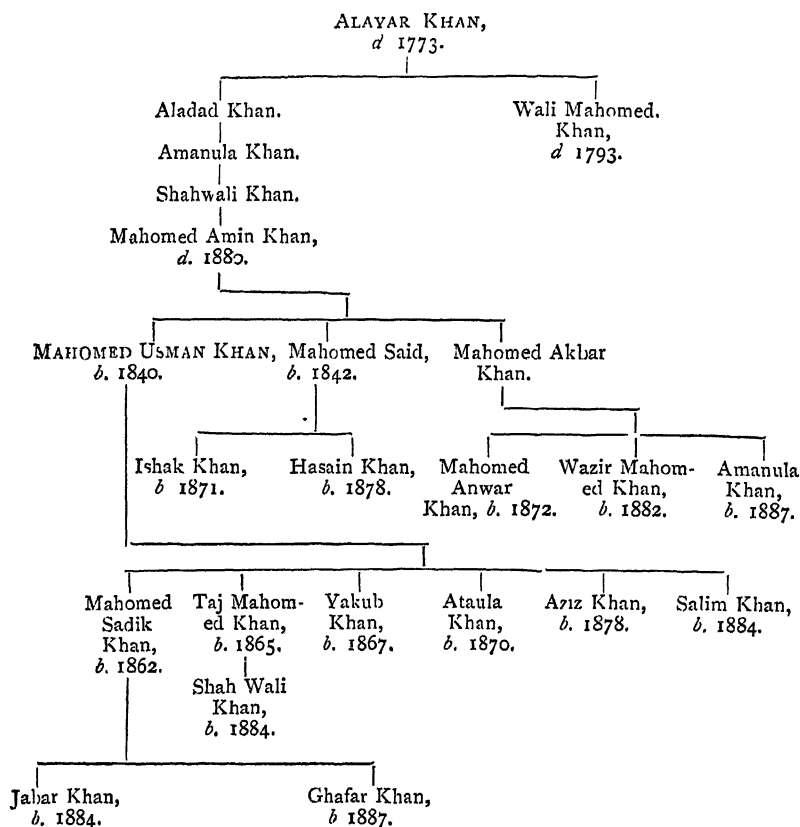 ALAYAR KHAN,
d 1773.
Aladad Khan.
Wali Mahomed.
Khan,
d 1793.
Amanula Khan.
Shahwali Khan.
Mahomed Amin Khan,
d. 1880.
MAHOMED USMAN KHAN,
b. 1840.
Mahomed Said,
b. 1842.
Mahomed Akbar
Khan.
Ishak Khan,
b 1871.
Hasain Khan,
b. 1878.
Mahomed
Anwar
Khan, b. 1872.
Wazir Mahom-
ed Khan,
b. 1882.
Amanula
Khan,
b. 1887.
Mahomed
Sadik
Khan,
b. 1862.
Taj Mahom-
ed Khan,
b. 1865.
Yakub
Khan,
b. 1867.
Ataula
Khan,
b. 1870.
Aziz Khan,
b. 1878.
Salim Khan,
b. 1884.
Shah Wali
Khan,
b. 1884.
Jabar Khan,
b. 1884.
Ghafar Khan,
b 1887.